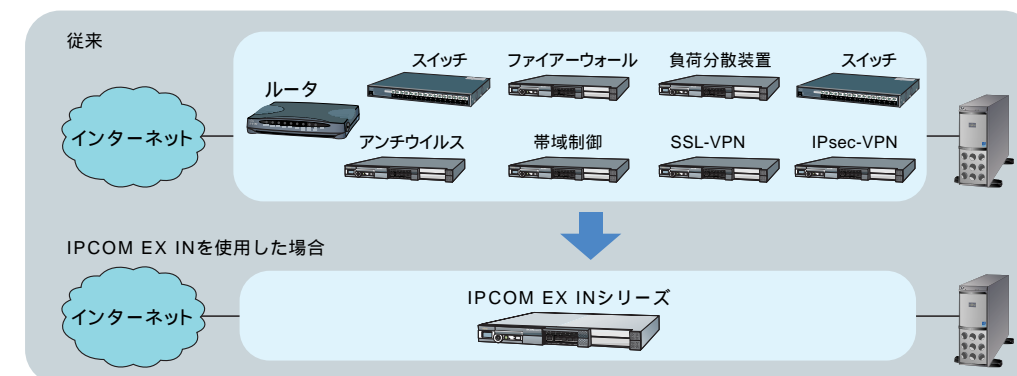 従来
スイッチ
ファイアーウォール
負荷分散装置
スイッチ
ルータ
インターネット
アンチウイルス
帯域制御
SSL-VPN
IPsec-VPN
IPCOM EX INを使用した場合
IPCOM EX INシリーズ
インターネット